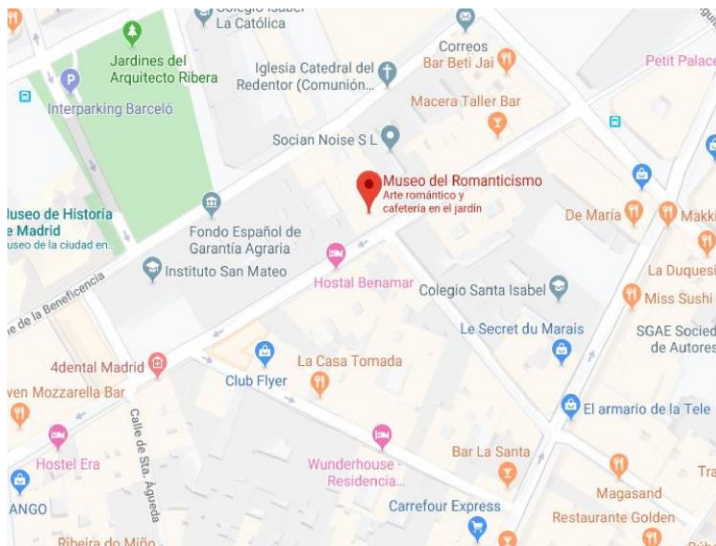 Colegio Isabel
La Católica
Jardines del
Arquitecto Ribera
Correos
Bar Beti Jai
Petit Palace
Iglesia Catedral del
Redentor (Comunión...
Interparking Barceló
Macera Taller Bar
Socian Noise S L
Museo del Romanticismo
Arte romántico y
cafetería en el jardín
Museo de Historia
de Madrid
museo de la ciudad en...
De María
Makki
Fondo Español de
Garantía Agraria
Instituto San Mateo
Hostal Benamar
La Duquesi
Colegio Santa Isabel
Miss Sushi
ne de la Beneficencia
Le Secret du Marais
SGAE Socied
de Autores
4dental Madrid
La Casa Tomada
Club Flyer
ven Mozzarella Bar
El armario de la Tele
Calle de Sta. Águeda
Hostel Era
Wunderhouse -
Residencia...
Bar La Santa
Tra
Magasand
ANGO
Carrefour Express
Restaurante Golden
Ribeira do Miño